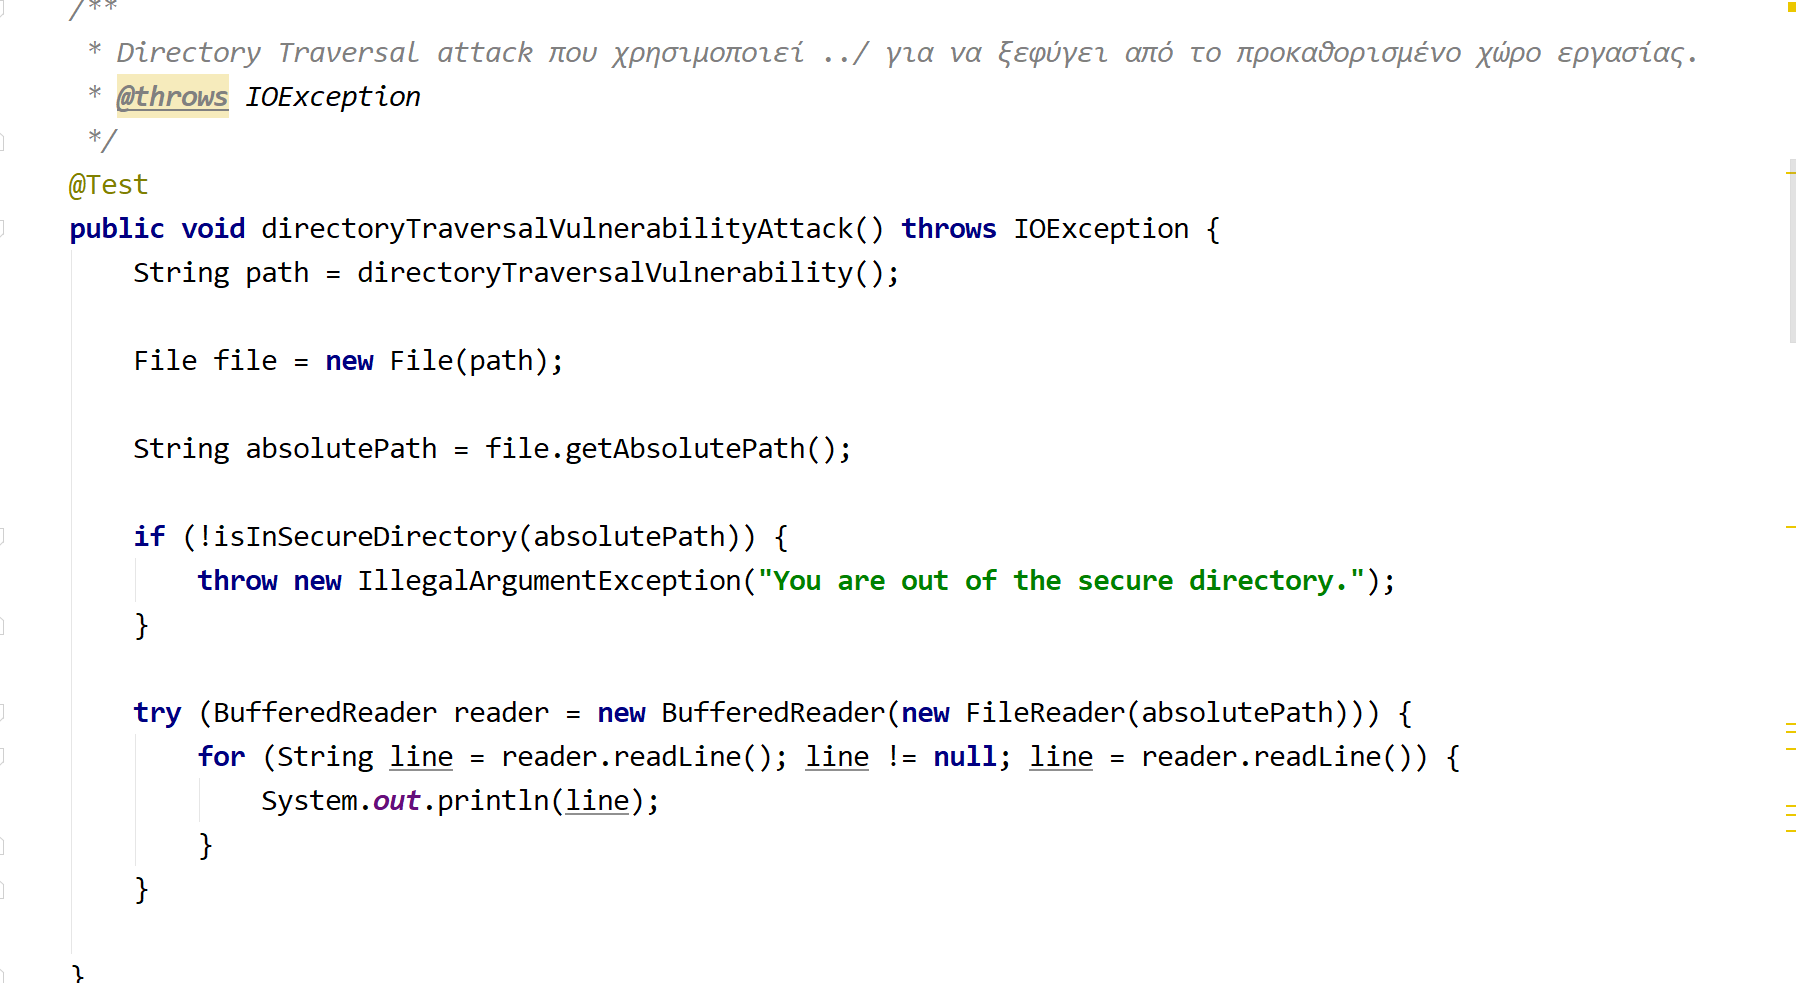 /**
 * Directory Traversal attack που χρησιμοποιεί ../ για να ξεφύγει από το προκαθορισμένο χώρο εργασίας.
 * @throws IOException
 */
@Test
public void directoryTraversalVulnerabilityAttack() throws IOException {
    String path = directoryTraversalVulnerability();

    File file = new File(path);

    String absolutePath = file.getAbsolutePath();

    if (!isInSecureDirectory(absolutePath)) {
        throw new IllegalArgumentException("You are out of the secure directory.");
    }

    try (BufferedReader reader = new BufferedReader(new FileReader(absolutePath))) {
        for (String line = reader.readLine(); line != null; line = reader.readLine()) {
            System.out.println(line);
        }
    }

}